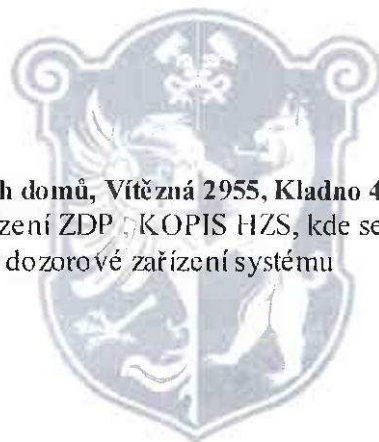 h domů, Vítězná 2955, Kladno 4
zení ZDP ; KOPIS HZS, kde se
dozorové zařízení systému